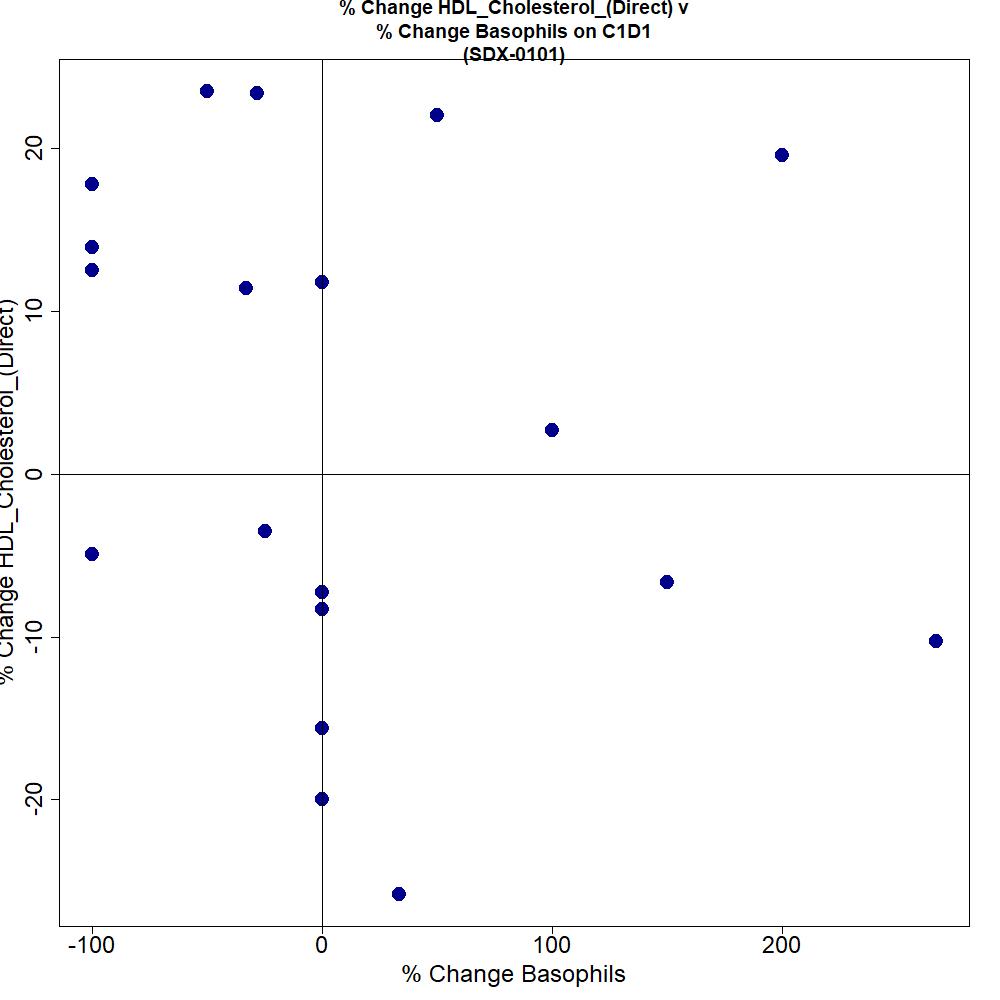 % Change HDL_Cholesterol_(Direct) v
% Change Basophils on C1D1
(SDX-0101)
% Change HDL_Cholesterol_(Direct)
20
10
0
-10
-20
-100
0
100
200
% Change Basophils